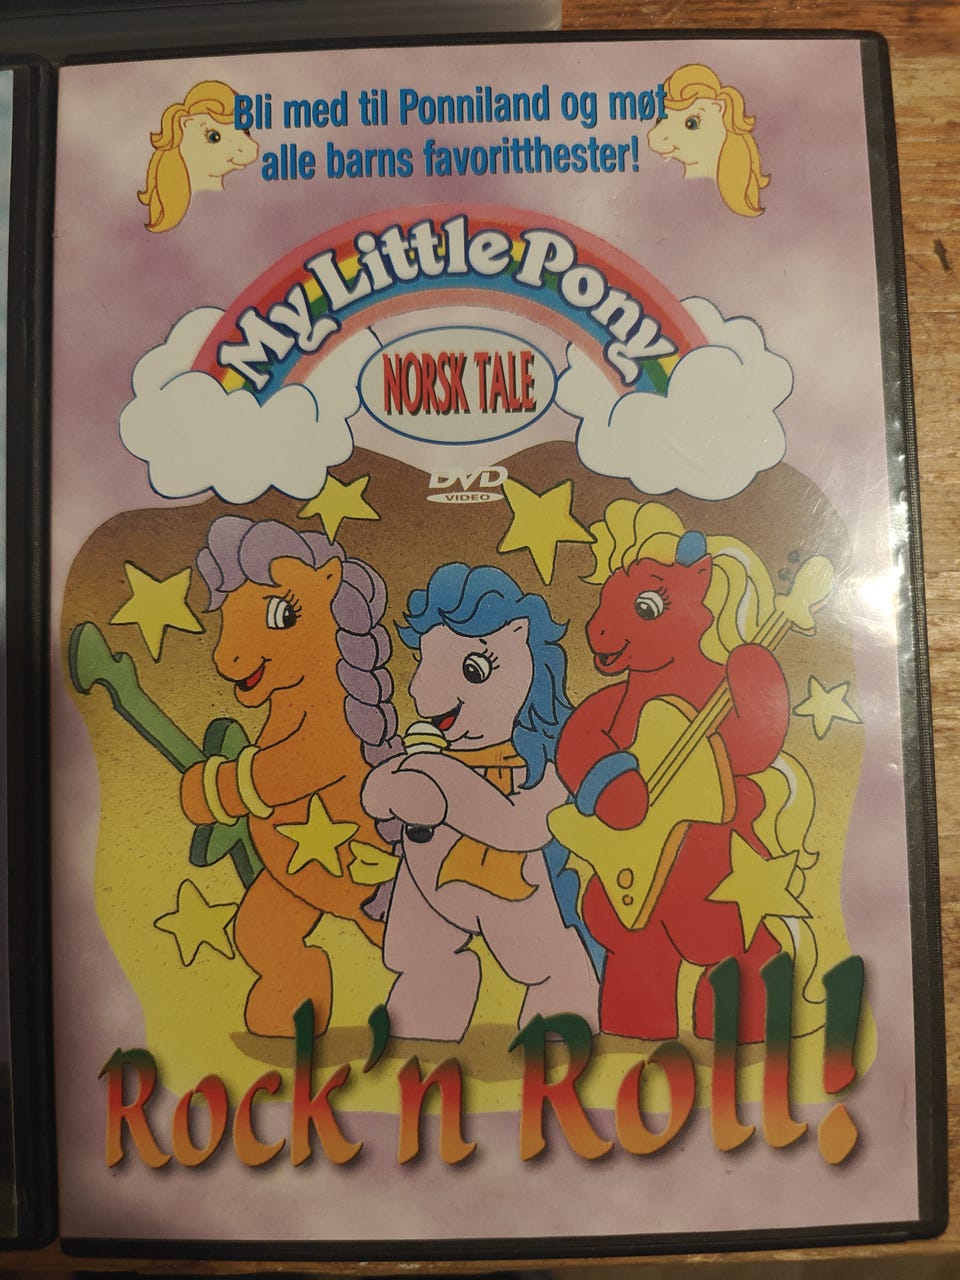 Bli med til Ponniland og møt
alle barns favoritthester!
My Little Pony
NORSK TALE
DVD
VIDEO
Rock'n Roll!